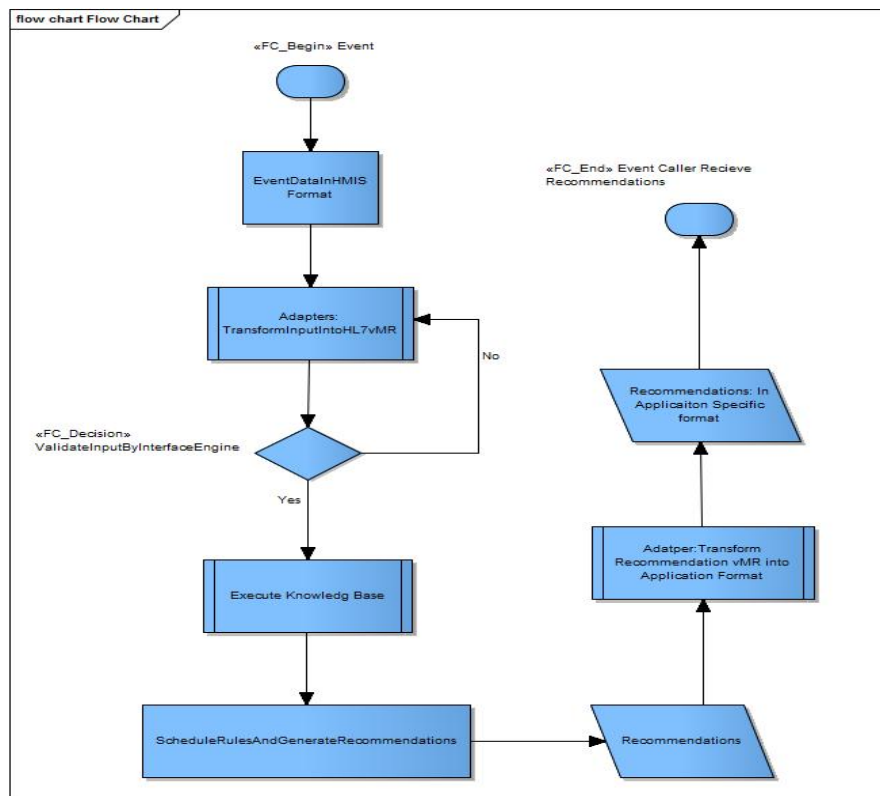 flow chart Flow Chart
«FC_Begin» Event
EventDataInHMIS
Format
Adapters:
TransformInputIntoHL7vMR
No
«FC_Decision»
ValidateInputByInterfaceEngine
Yes
Execute Knowledg Base
ScheduleRulesAndGenerateRecommendations
Recommendations
Adatper:Transform
Recommendation vMR into
Application Format
Recommendations: In
Applicaiton Specific
format
«FC_End» Event Caller Recieve
Recommendations